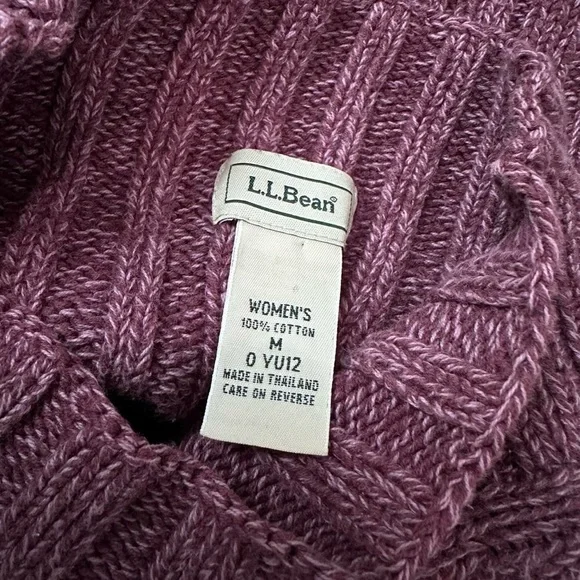 L.L.Bean®
WOMEN'S
100% COTTON
M
0 YU12
MADE IN THAILAND
CARE ON REVERSE